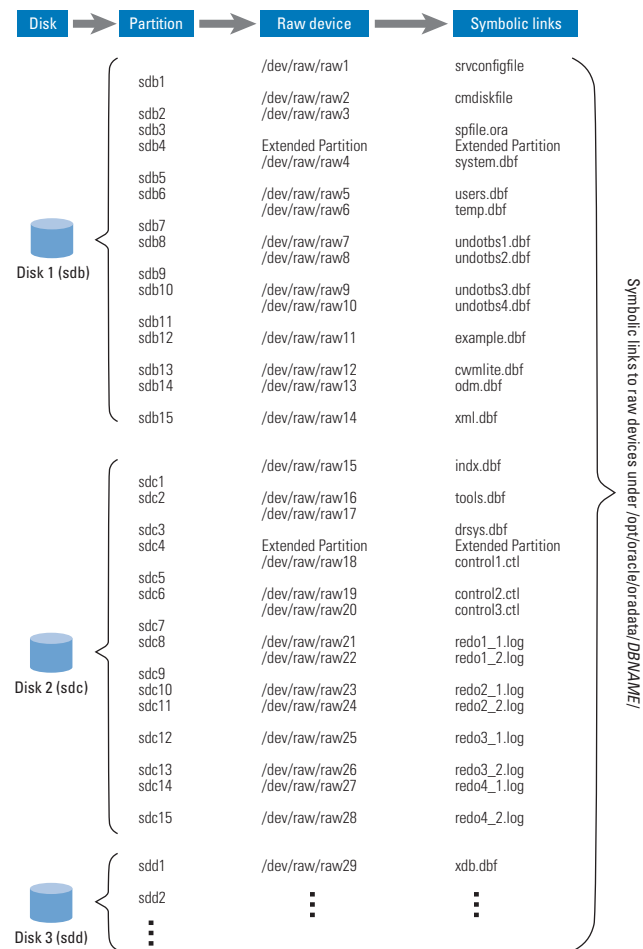 Disk Partition Raw device Symbolic links
/dev/raw/raw1 srvconfigfile
sdb1
/dev/raw/raw2 cmdiskfile
sdb2 /dev/raw/raw3
sdb3 spfile.ora
sdb4 Extended Partition Extended Partition
/dev/raw/raw4 system.dbf
sdb5
sdb6 /dev/raw/raw5 users.dbf
/dev/raw/raw6 temp.dbf
sdb7
sdb8 /dev/raw/raw7 undotbs1.dbf
/dev/raw/raw8 undotbs2.dbf
Disk 1 (sdb)
sdb9
sdb10 /dev/raw/raw9 undotbs3.dbf
/dev/raw/raw10 undotbs4.dbf
sdb11
sdb12 /dev/raw/raw11 example.dbf
sdb13 /dev/raw/raw12 cwmlite.dbf
sdb14 /dev/raw/raw13 odm.dbf
sdb15 /dev/raw/raw14 xml.dbf
/dev/raw/raw15 indx.dbf
sdc1
sdc2 /dev/raw/raw16 tools.dbf
/dev/raw/raw17
sdc3 drsys.dbf
sdc4 Extended Partition Extended Partition
/dev/raw/raw18 control1.ctl
sdc5
sdc6 /dev/raw/raw19 control2.ctl
/dev/raw/raw20 control3.ctl
sdc7
sdc8 /dev/raw/raw21 redo1_1.log
/dev/raw/raw22 redo1_2.log
sdc9
Disk 2 (sdc)
sdc10 /dev/raw/raw23 redo2_1.log
sdc11 /dev/raw/raw24 redo2_2.log
sdc12 /dev/raw/raw25 redo3_1.log
sdc13 /dev/raw/raw26 redo3_2.log
sdc14 /dev/raw/raw27 redo4_1.log
sdc15 /dev/raw/raw28 redo4_2.log
sdd1 /dev/raw/raw29 xdb.dbf
sdd2
Disk 3 (sdd)
Symbolic links to raw devices under /opt/oracle/oradata/DBNAME/